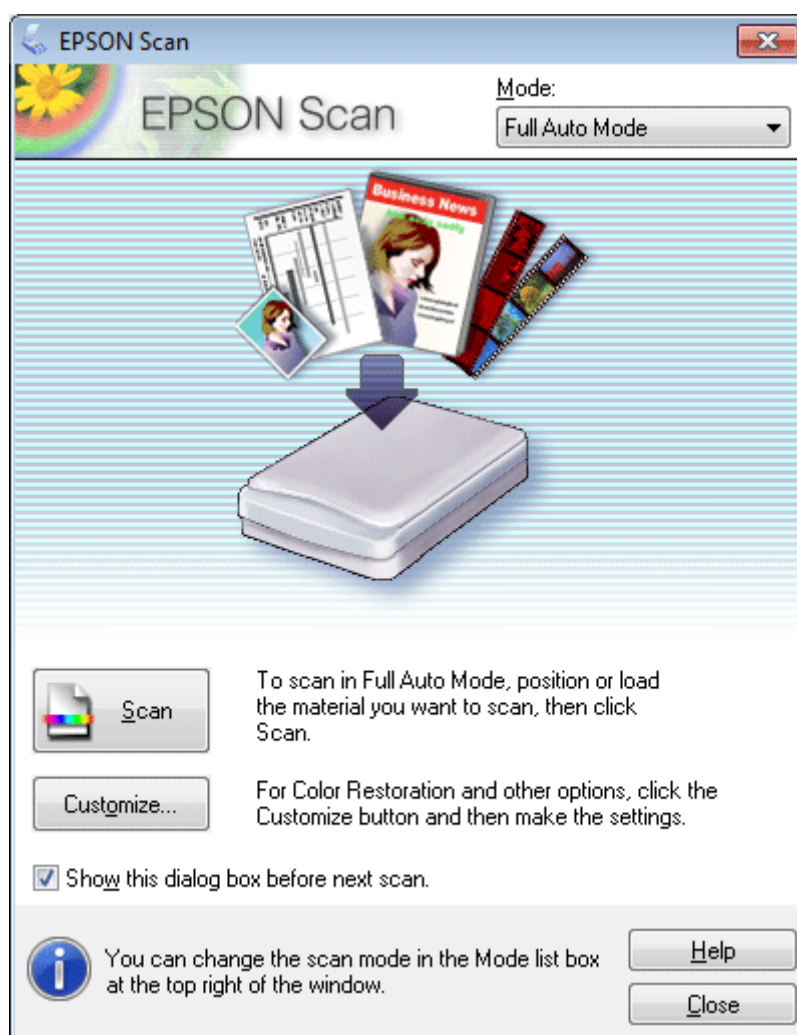 EPSON Scan
EPSON Scan
Mode:
Full Auto Mode
Business News
Scan
To scan in Full Auto Mode, position or load
the material you want to scan, then click
Scan.
Customize...
For Color Restoration and other options, click the
Customize button and then make the settings.
Show this dialog box before next scan.
You can change the scan mode in the Mode list box
at the top right of the window.
Help
Close